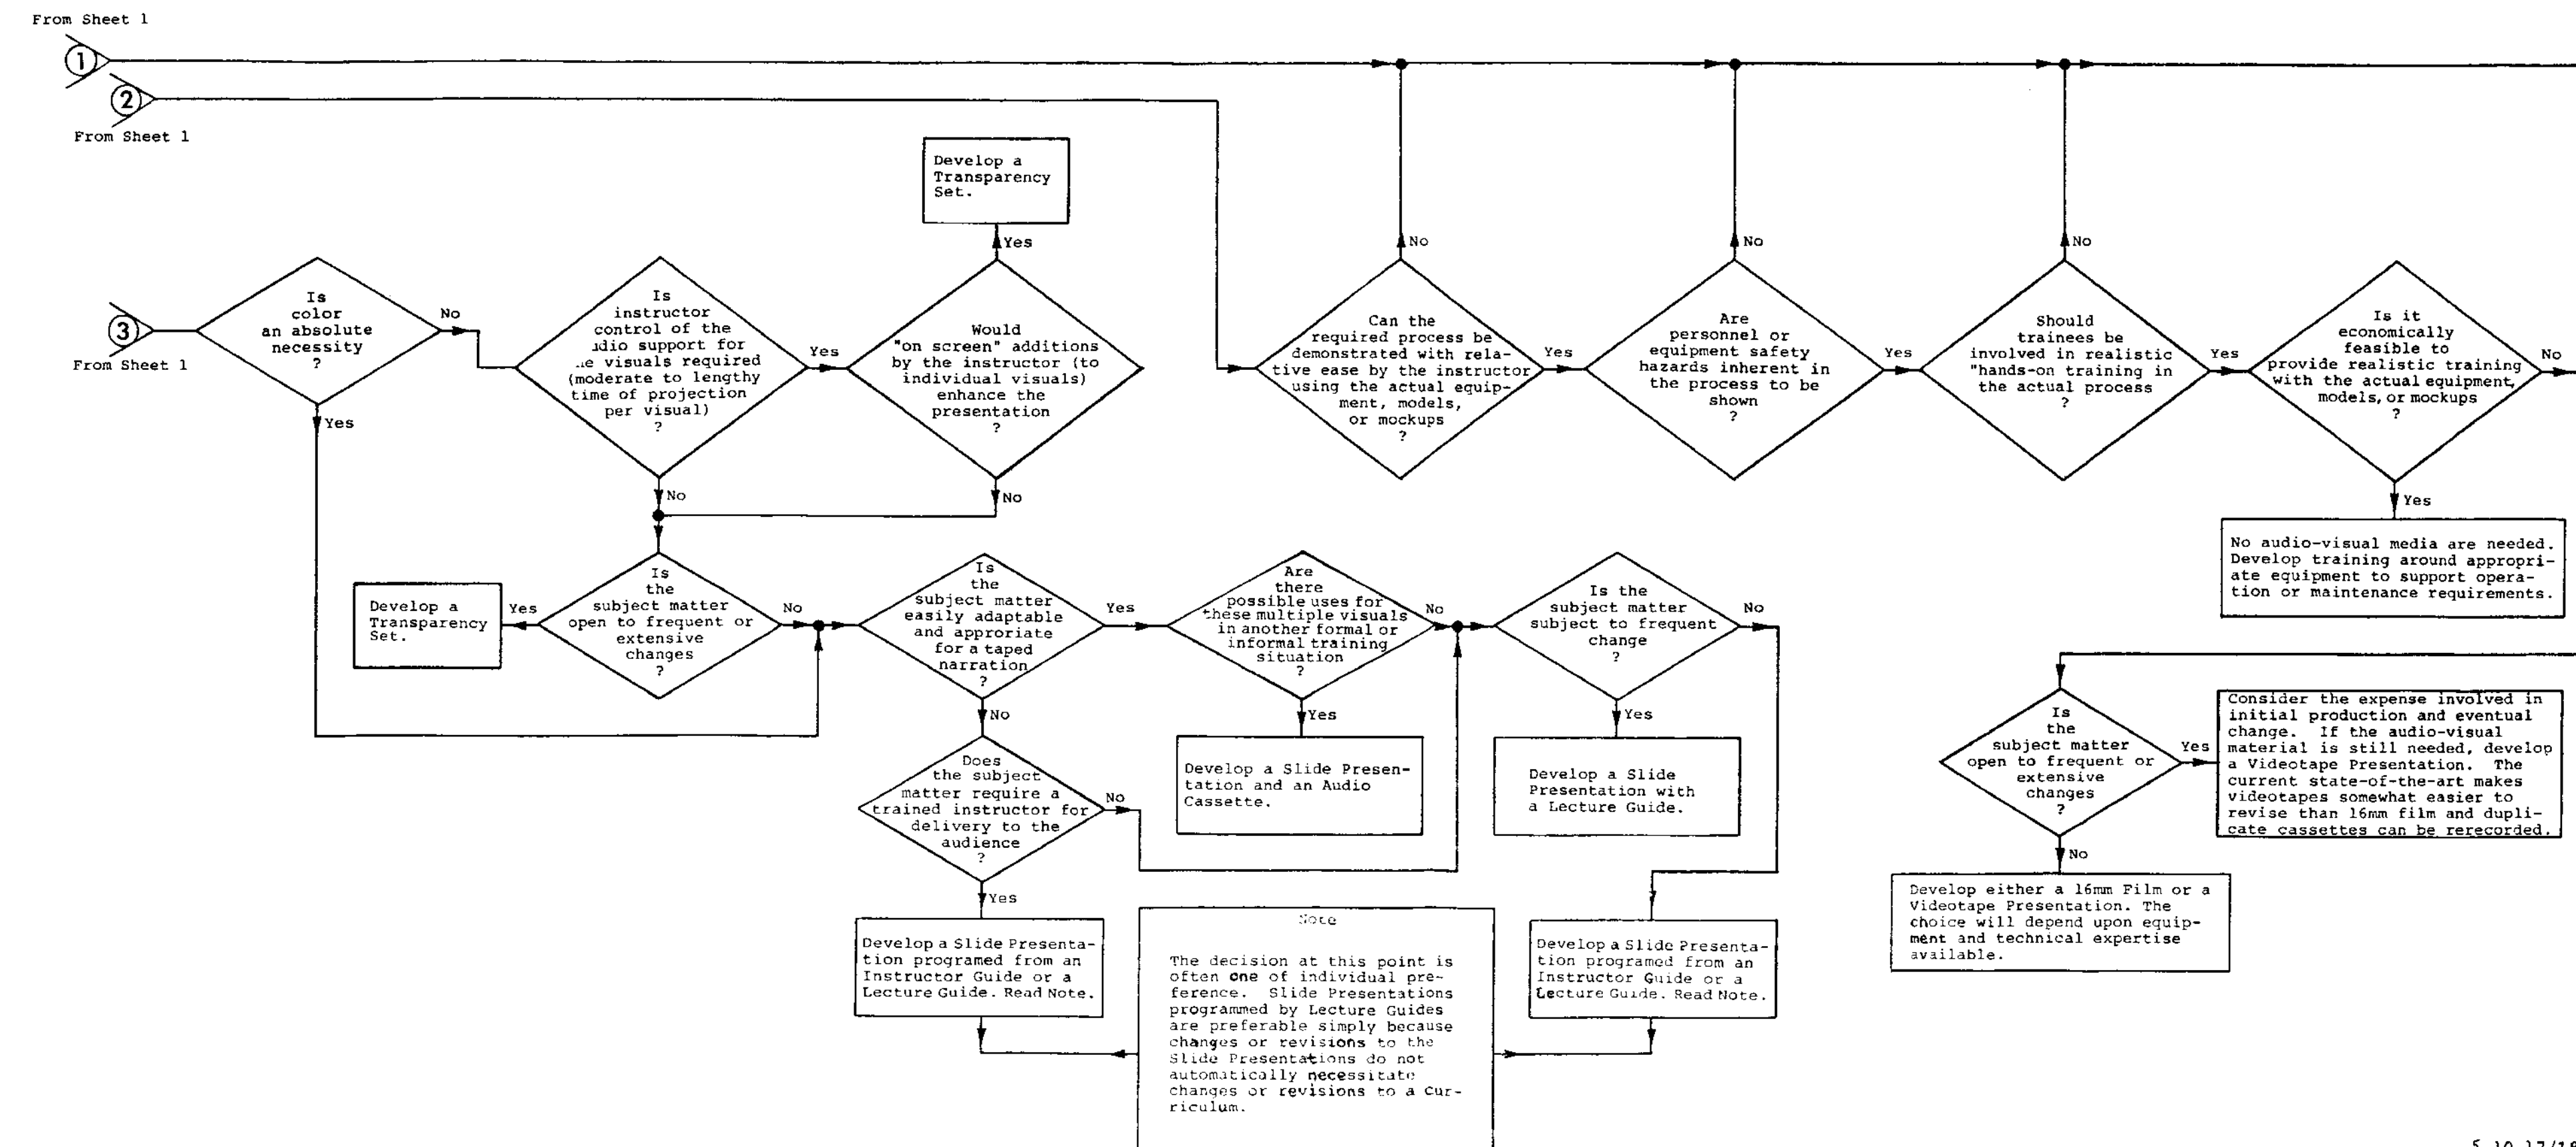 From Sheet 1
1
2
From Sheet 1
Develop a
Transparency
Set.
Yes
3
From Sheet 1
Is
color
an absolute
necessity
?
No
Yes
Is
instructor
control of the
dio support for
e visuals required
(moderate to lengthy
time of projection
per visual)
?
Yes
No
Would
"on screen" additions
by the instructor (to
individual visuals)
enhance the
presentation
?
No
Can the
required process be
demonstrated with rela-
tive ease by the instructor
using the actual equip-
ment, models,
or mockups
?
No
Yes
Are
personnel or
equipment safety
hazards inherent in
the process to be
shown
?
No
Yes
Should
trainees be
involved in realistic
"hands-on training in
the actual process
?
No
Yes
Is it
economically
feasible to
provide realistic training
with the actual equipment,
models, or mockups
?
No
Yes
No audio-visual media are needed.
Develop training around appropri-
ate equipment to support opera-
tion or maintenance requirements.
Develop a
Transparency
Set.
Yes
Is
the
subject matter
open to frequent or
extensive
changes
?
No
Is
the
subject matter
easily adaptable
and approriate
for a taped
narration
?
Yes
No
Are
there
possible uses for
these multiple visuals
in another formal or
informal training
situation
?
No
Yes
Is the
subject matter
subject to frequent
change
?
No
Yes
Does
the subject
matter require a
trained instructor for
delivery to the
audience
?
No
Yes
Develop a Slide Presen-
tation and an Audio
Cassette.
Develop a Slide
Presentation with
a Lecture Guide.
Is
the
subject matter
open to frequent or
extensive
changes
?
Yes
No
Consider the expense involved in
initial production and eventual
change. If the audio-visual
material is still needed, develop
a Videotape Presentation. The
current state-of-the-art makes
videotapes somewhat easier to
revise than 16mm film and dupli-
cate cassettes can be rerecorded.
Develop either a 16mm Film or a
Videotape Presentation. The
choice will depend upon equip-
ment and technical expertise
available.
Develop a Slide Presenta-
tion programed from an
Instructor Guide or a
Lecture Guide. Read Note.
Note
The decision at this point is
often one of individual pre-
ference. Slide Presentations
programmed by Lecture Guides
are preferable simply because
changes or revisions to the
Slide Presentations do not
automatically necessitate
changes or revisions to a Cur-
riculum.
Develop a Slide Presenta-
tion programed from an
Instructor Guide or a
Lecture Guide. Read Note.